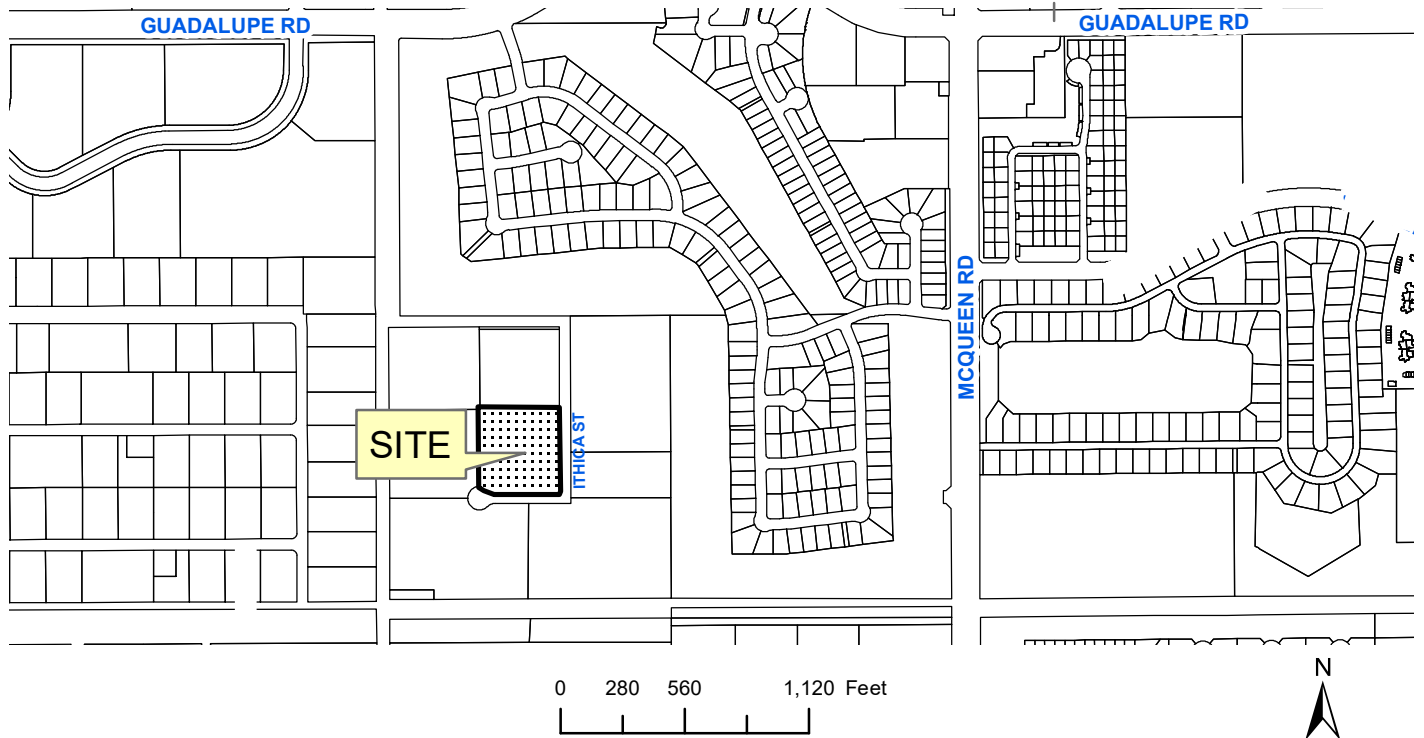 GUADALUPE RD
GUADALUPE RD
MCQUEEN RD
ITHICA ST
SITE
N
0 280 560 1,120 Feet